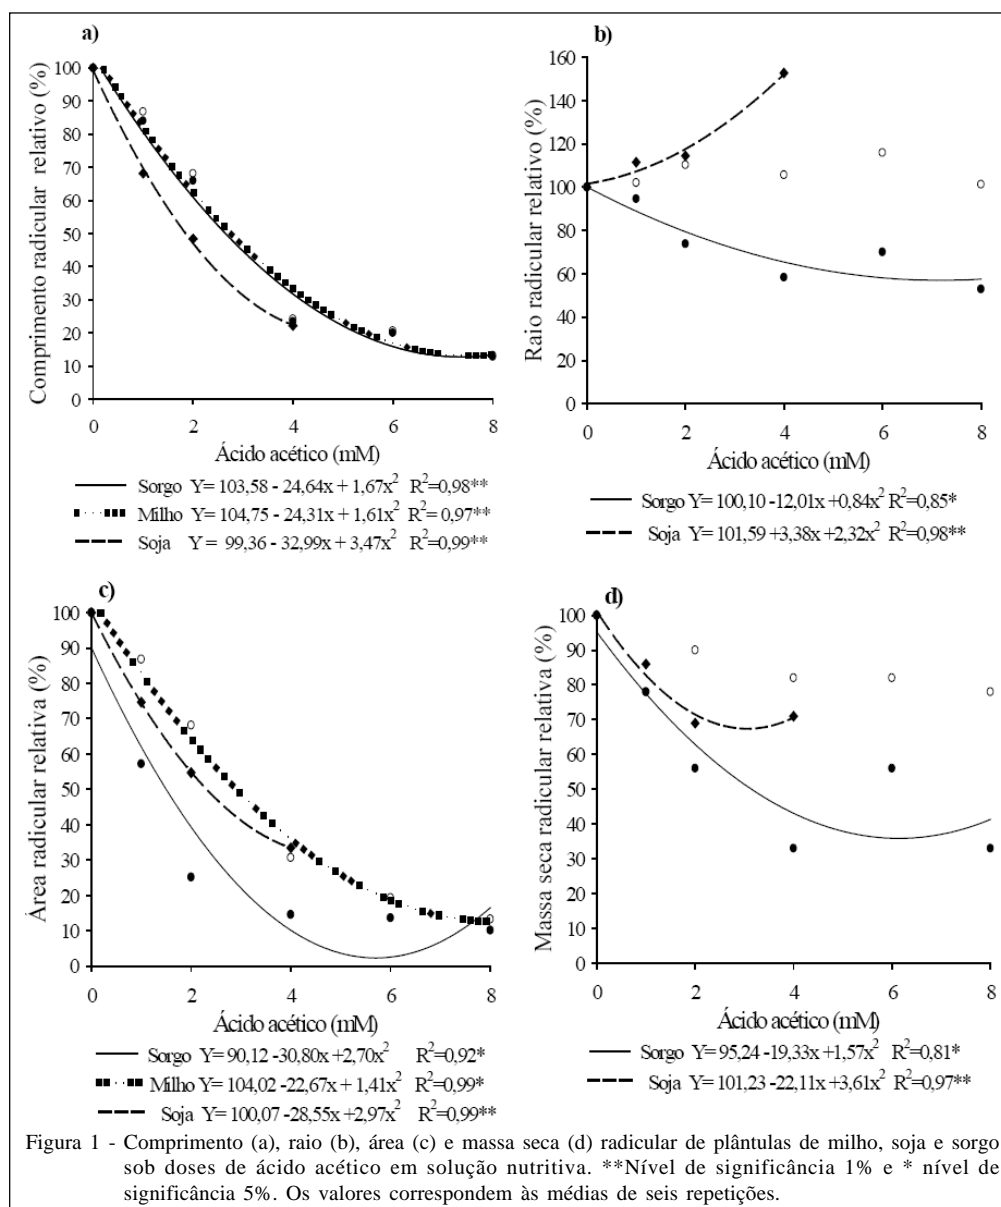 a)
Comprimento radicular relativo (%)
100
90
80
70
60
50
40
30
20
10
0
0 2 4 6 8
Ácido acético (mM)
Sorgo Y= 103,58 - 24,64x + 1,67x² R²=0,98**
Milho Y= 104,75 - 24,31x + 1,61x² R²= 0,97**
Soja Y = 99,36 - 32,99x + 3,47x² R²=0,99**
b)
Raio radicular relativo (%)
160
140
120
100
80
60
40
20
0
0 2 4 6 8
Ácido acético (mM)
Sorgo Y=100,10 -12,01x +0,84x² R²=0,85*
Soja Y=101,59 +3,38x +2,32x² R²=0,98**
c)
Área radicular relativa (%)
100
90
80
70
60
50
40
30
20
10
0
0 2 4 6 8
Ácido acético (mM)
Sorgo Y=90,12 -30,80x +2,70x² R²=0,92*
Milho Y=104,02 -22,67x + 1,41x² R²=0,99*
Soja Y=100,07 -28,55x +2,97x² R²=0,99**
d)
Massa seca radicular relativa (%)
100
90
80
70
60
50
40
30
20
10
0
0 2 4 6 8
Ácido acético (mM)
Sorgo Y=95,24 -19,33x +1,57x² R²=0,81*
Soja Y=101,23 -22,11x +3,61x² R²=0,97**
Figura 1 - Comprimento (a), raio (b), área (c) e massa seca (d) radicular de plântulas de milho, soja e sorgo
sob doses de ácido acético em solução nutritiva. **Nível de significância 1% e * nível de
significância 5%. Os valores correspondem às médias de seis repetições.